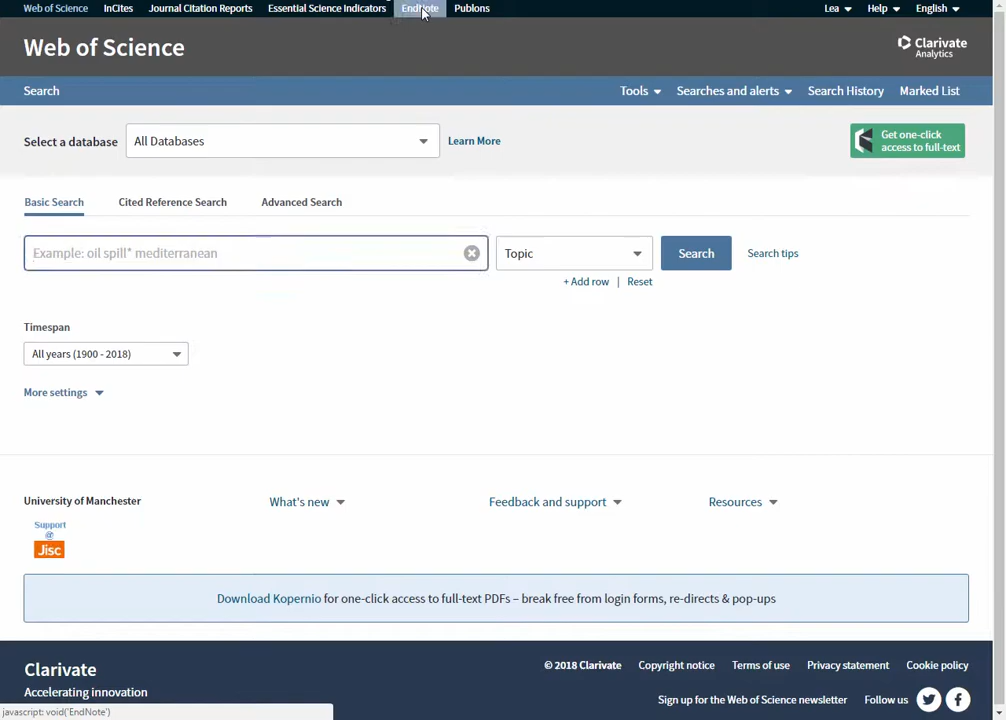 Web of Science InCites Journal Citation Reports Essential Science Indicators EndNote Publons Lea Help English
Web of Science
Clarivate
Analytics
Search Tools Searches and alerts Search History Marked List
Select a database All Databases Learn More
Get one-click
access to full-text
Basic Search Cited Reference Search Advanced Search
Example: oil spill* mediterranean Topic Search Search tips
+ Add row | Reset
Timespan
All years (1900 - 2018)
More settings
University of Manchester What's new Feedback and support Resources
Support
@
Jisc
Download Kopernio for one-click access to full-text PDFs – break free from login forms, re-directs & pop-ups
Clarivate
Accelerating innovation
© 2018 Clarivate Copyright notice Terms of use Privacy statement Cookie policy
Sign up for the Web of Science newsletter Follow us
javascript: void('EndNote')